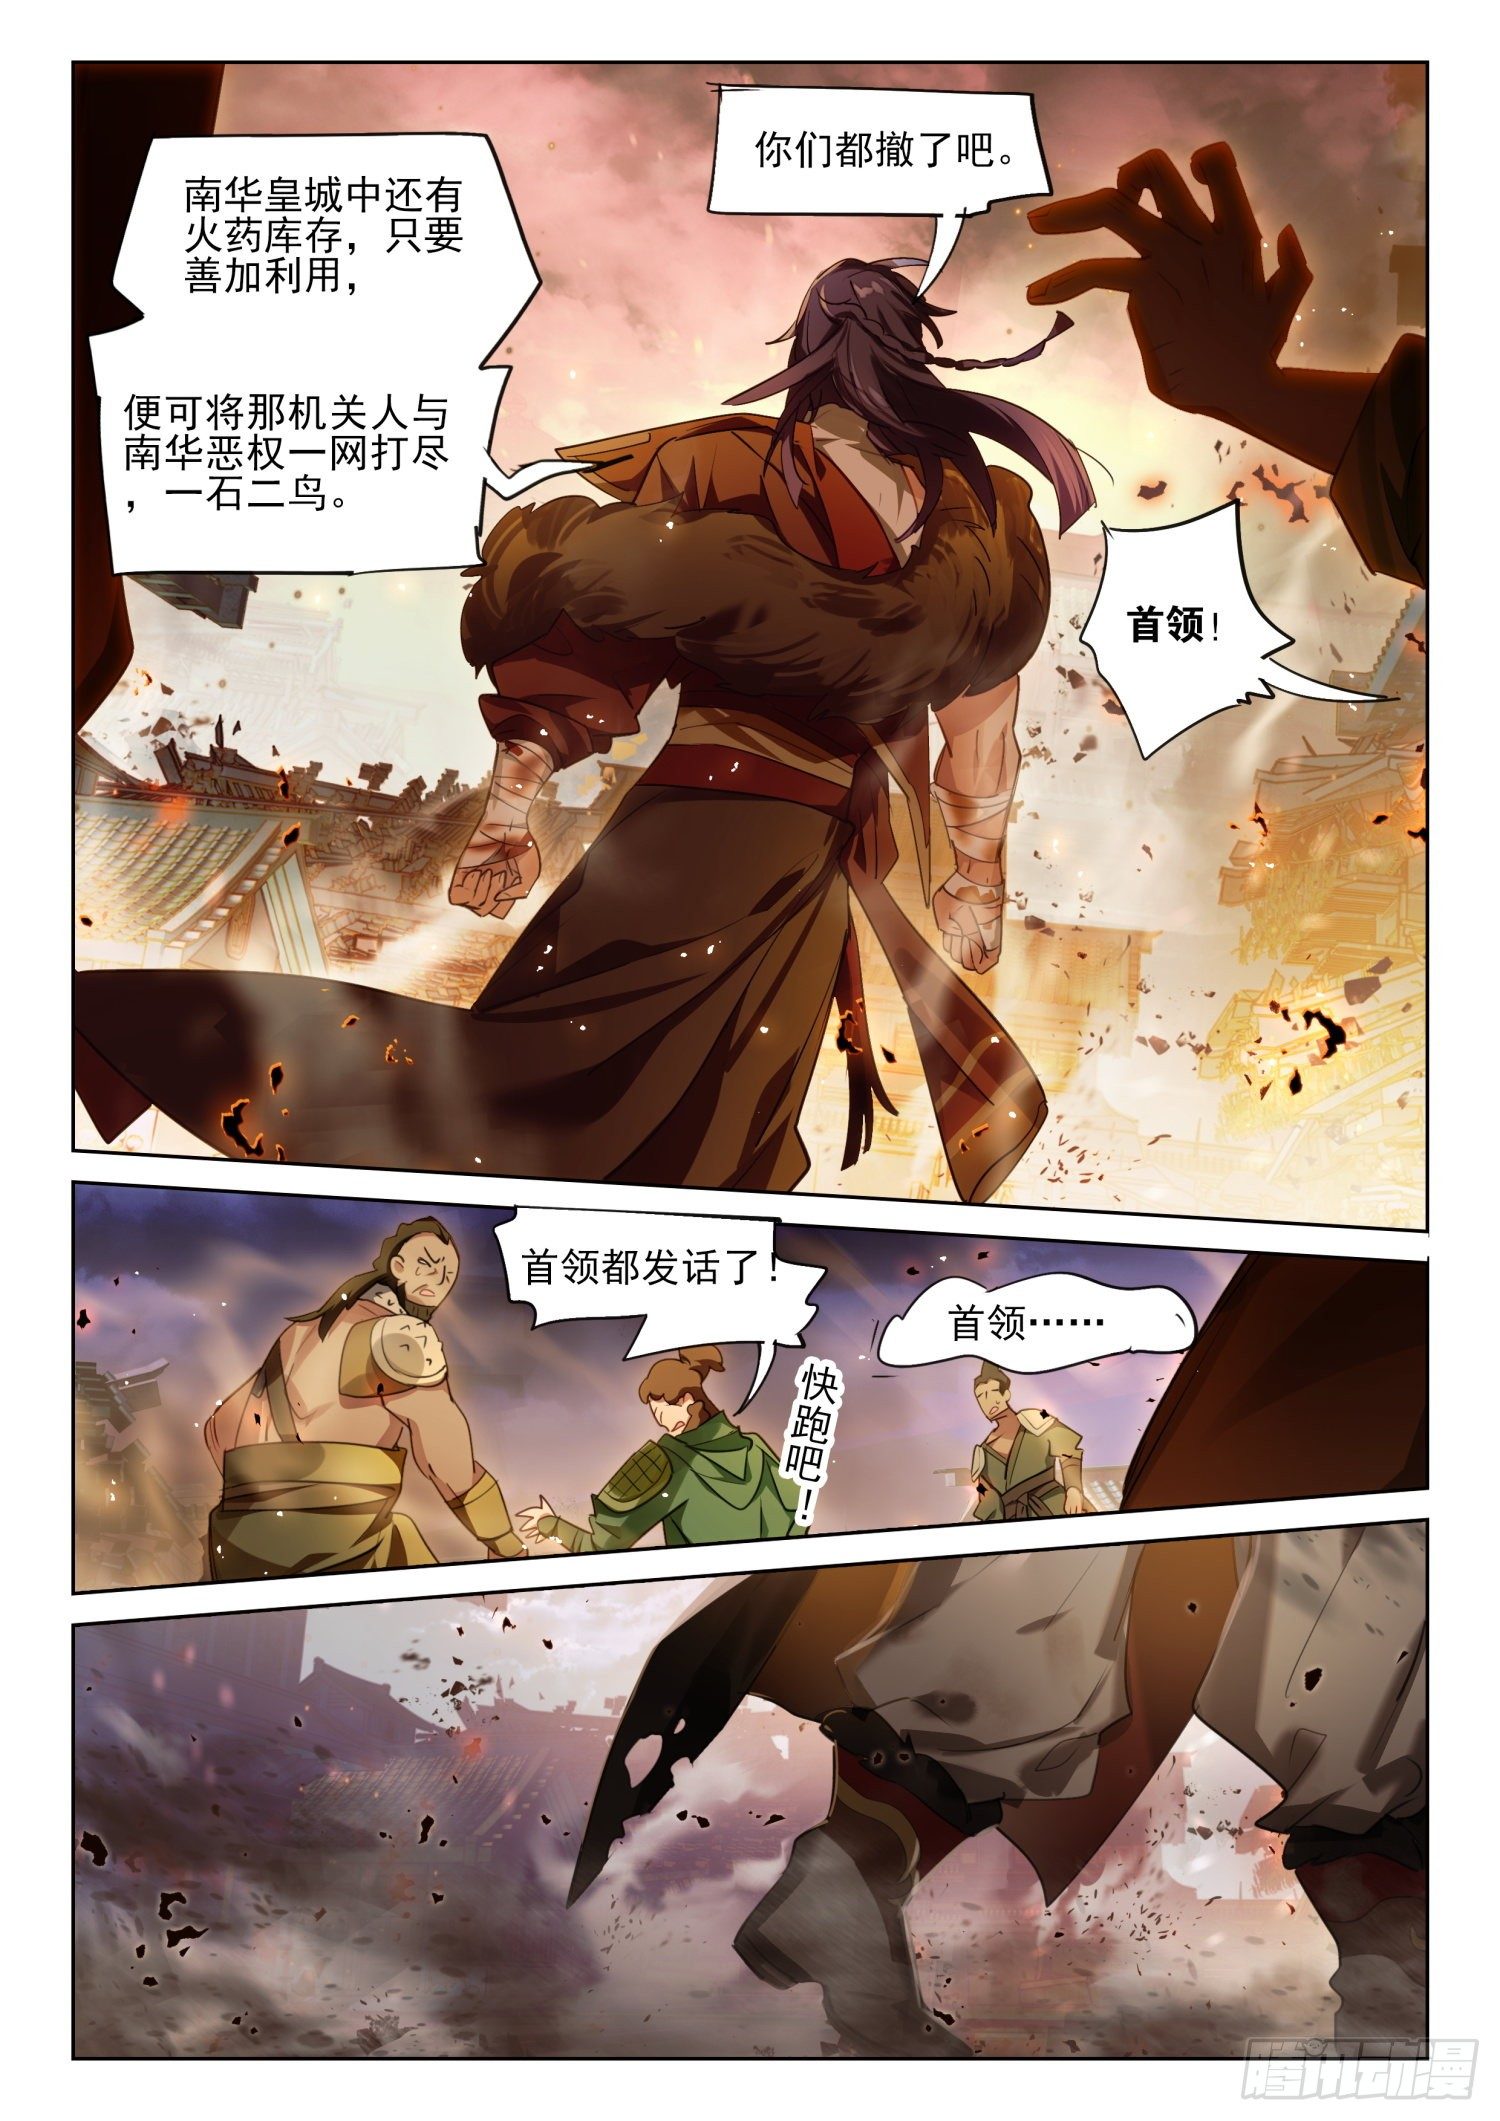 你们都撤了吧。
南华皇城中还有
火药库存，只要
善加利用，
便可将那机关人与
南华恶权一网打尽
，一石二鸟。
首领！
首领都发话了！
快跑吧！
首领……
腾讯动漫